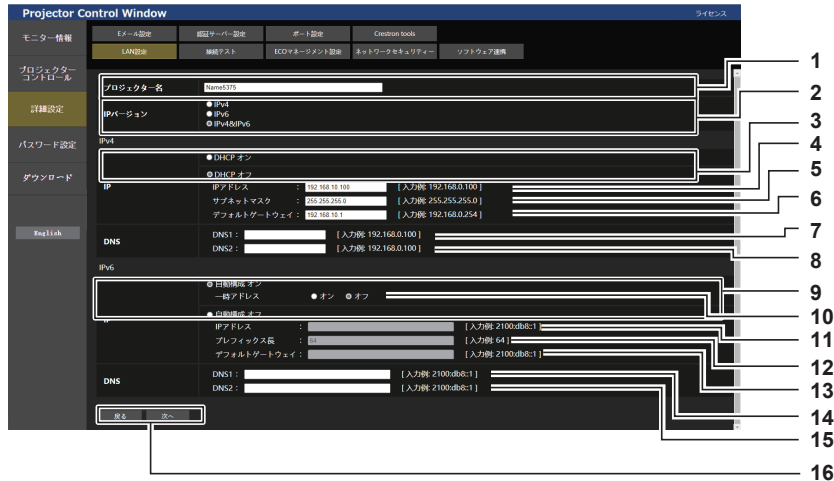 Projector Control Window
ライセンス
モニター情報
プロジェクター
コントロール
詳細設定
パスワード設定
ダウンロード
English
Eメール設定 認証サーバー設定 ポート設定 Crestron tools
LAN設定 接続テスト ECOマネージメント設定 ネットワークセキュリティー ソフトウェア連携
プロジェクター名 Name5375
IPバージョン
IPv4
IPv6
IPv4&IPv6
IPv4
DHCP オン
DHCP オフ
IP
IPアドレス : 192.168.10.100 [ 入力例: 192.168.0.100 ]
サブネットマスク : 255.255.255.0 [ 入力例: 255.255.255.0 ]
デフォルトゲートウェイ : 192.168.10.1 [ 入力例: 192.168.0.254 ]
DNS
DNS1 : [ 入力例: 192.168.0.100 ]
DNS2 : [ 入力例: 192.168.0.100 ]
IPv6
自動構成 オン
一時アドレス オン オフ
自動構成 オフ
IP
IPアドレス : [ 入力例: 2100:db8::1 ]
プレフィックス長 : 64 [ 入力例: 64 ]
デフォルトゲートウェイ : [ 入力例: 2100:db8::1 ]
DNS
DNS1 : [ 入力例: 2100:db8::1 ]
DNS2 : [ 入力例: 2100:db8::1 ]
戻る 次へ
1
2
3
4
5
6
7
8
9
10
11
12
13
14
15
16